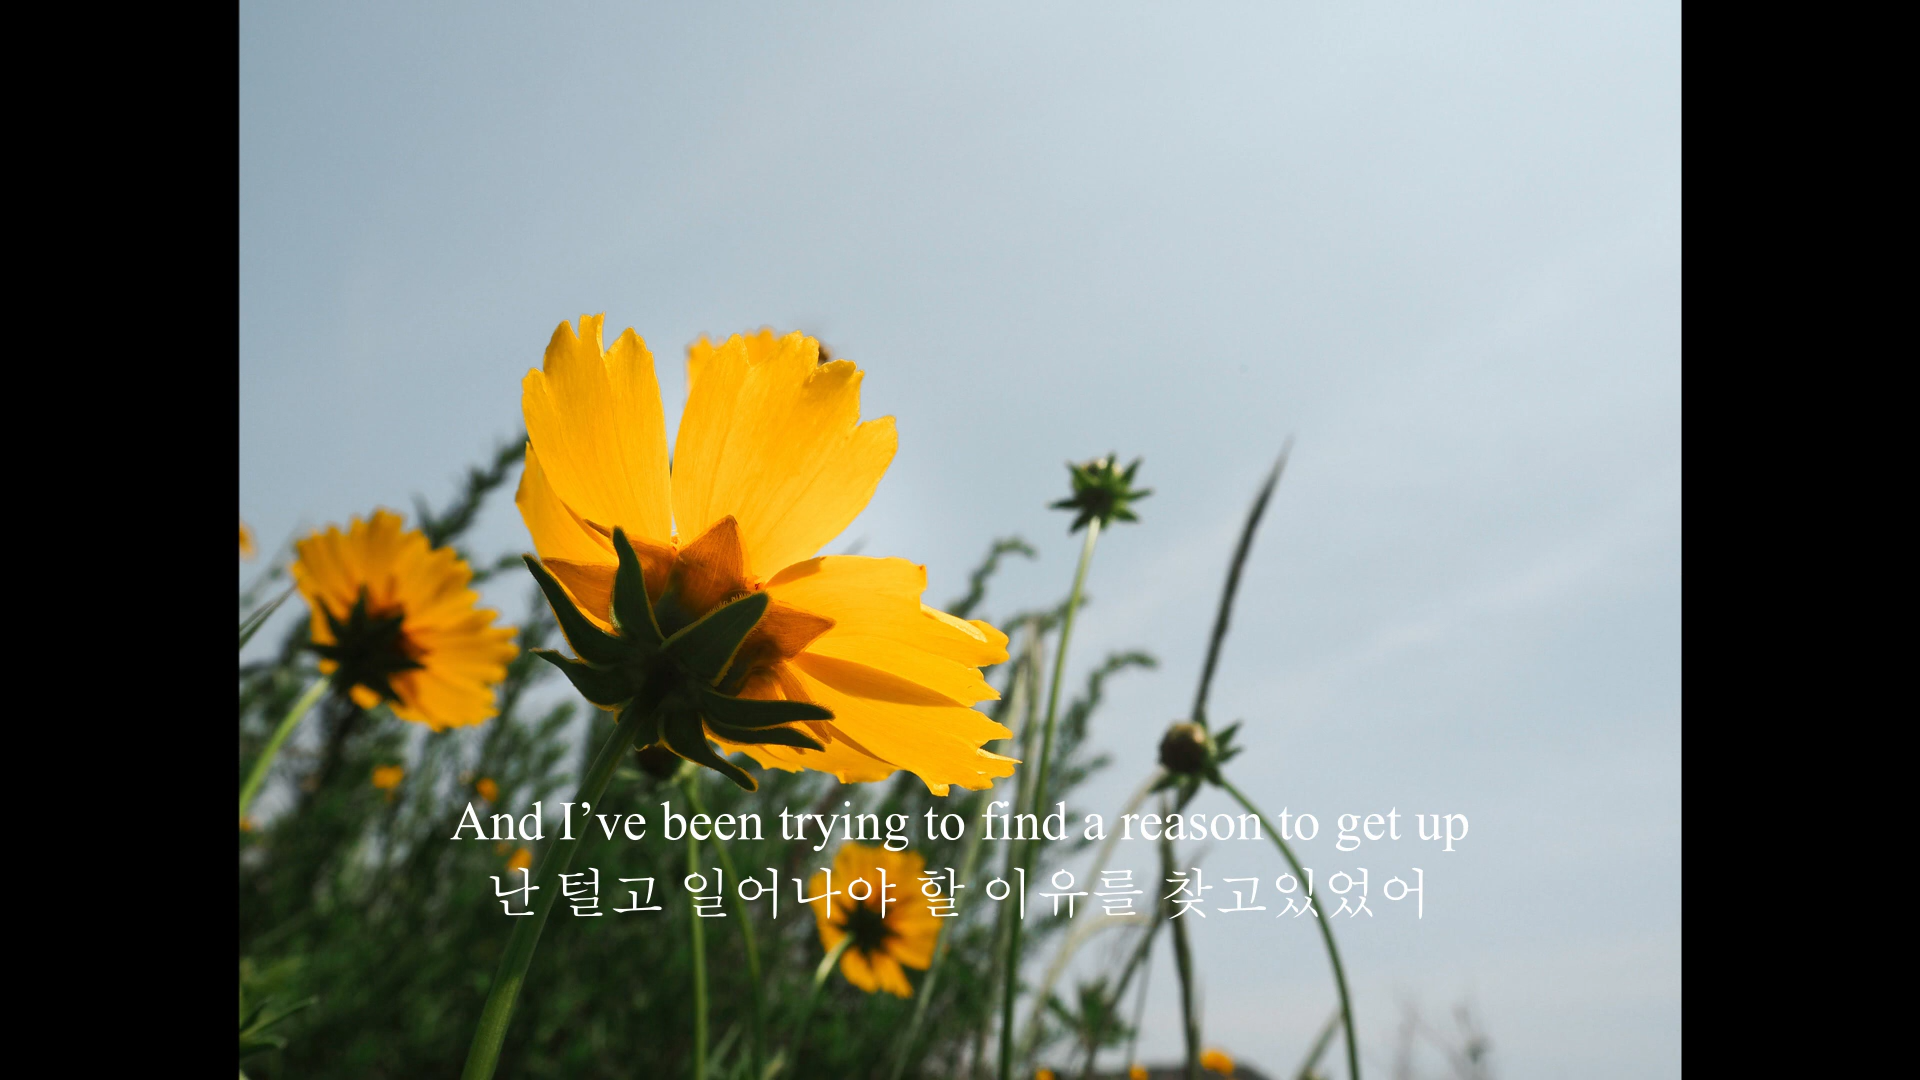 And I’ve been trying to find a reason to get up
난 털고 일어나야 할 이유를 찾고있었어